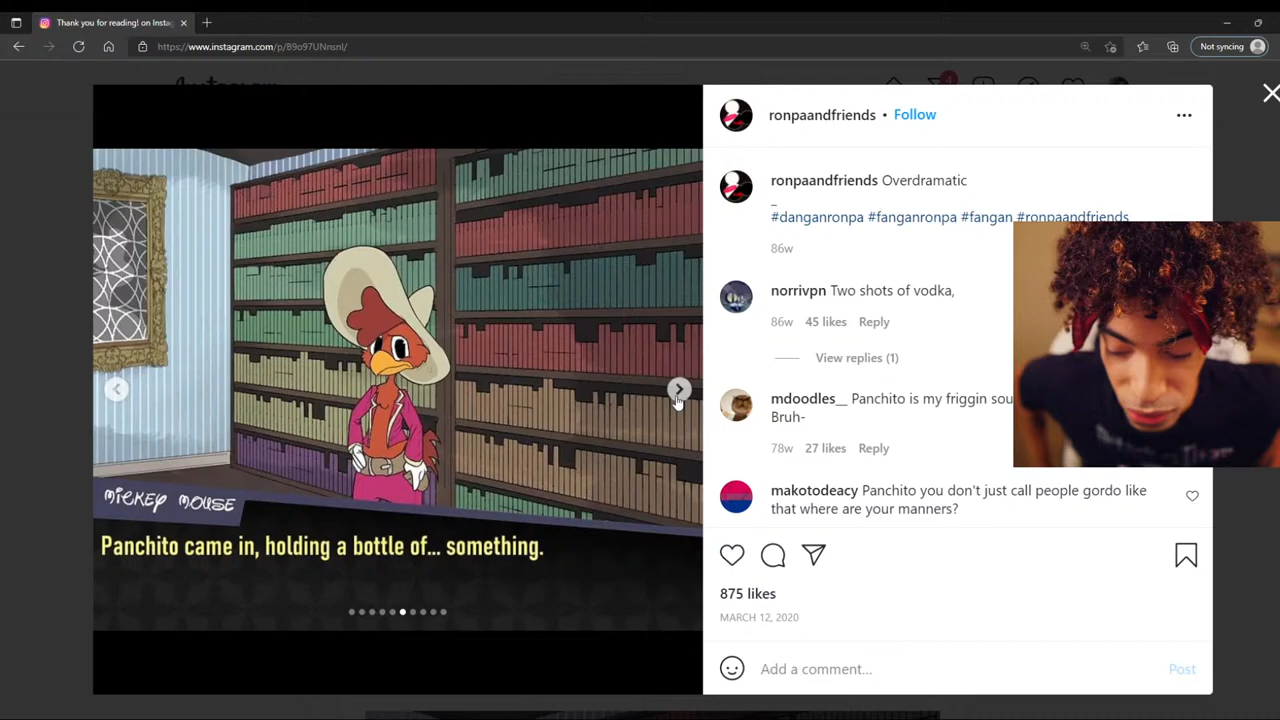 Thank you for reading! on Insta
https://www.instagram.com/p/B9o97UNnsnl/
Not syncing
Instagram
4
ronpaandfriends • Follow
ronpaandfriends Overdramatic
_
#danganronpa #fanganronpa #fangan #ronpaandfriends
86w
norrivpn Two shots of vodka,
86w 45 likes Reply
View replies (1)
mdoodles__ Panchito is my friggin sou
Bruh-
78w 27 likes Reply
makotodeacy Panchito you don't just call people gordo like
that where are your manners?
875 likes
MARCH 12, 2020
Add a comment... Post
MICKEY MOUSE
Panchito came in, holding a bottle of... something.